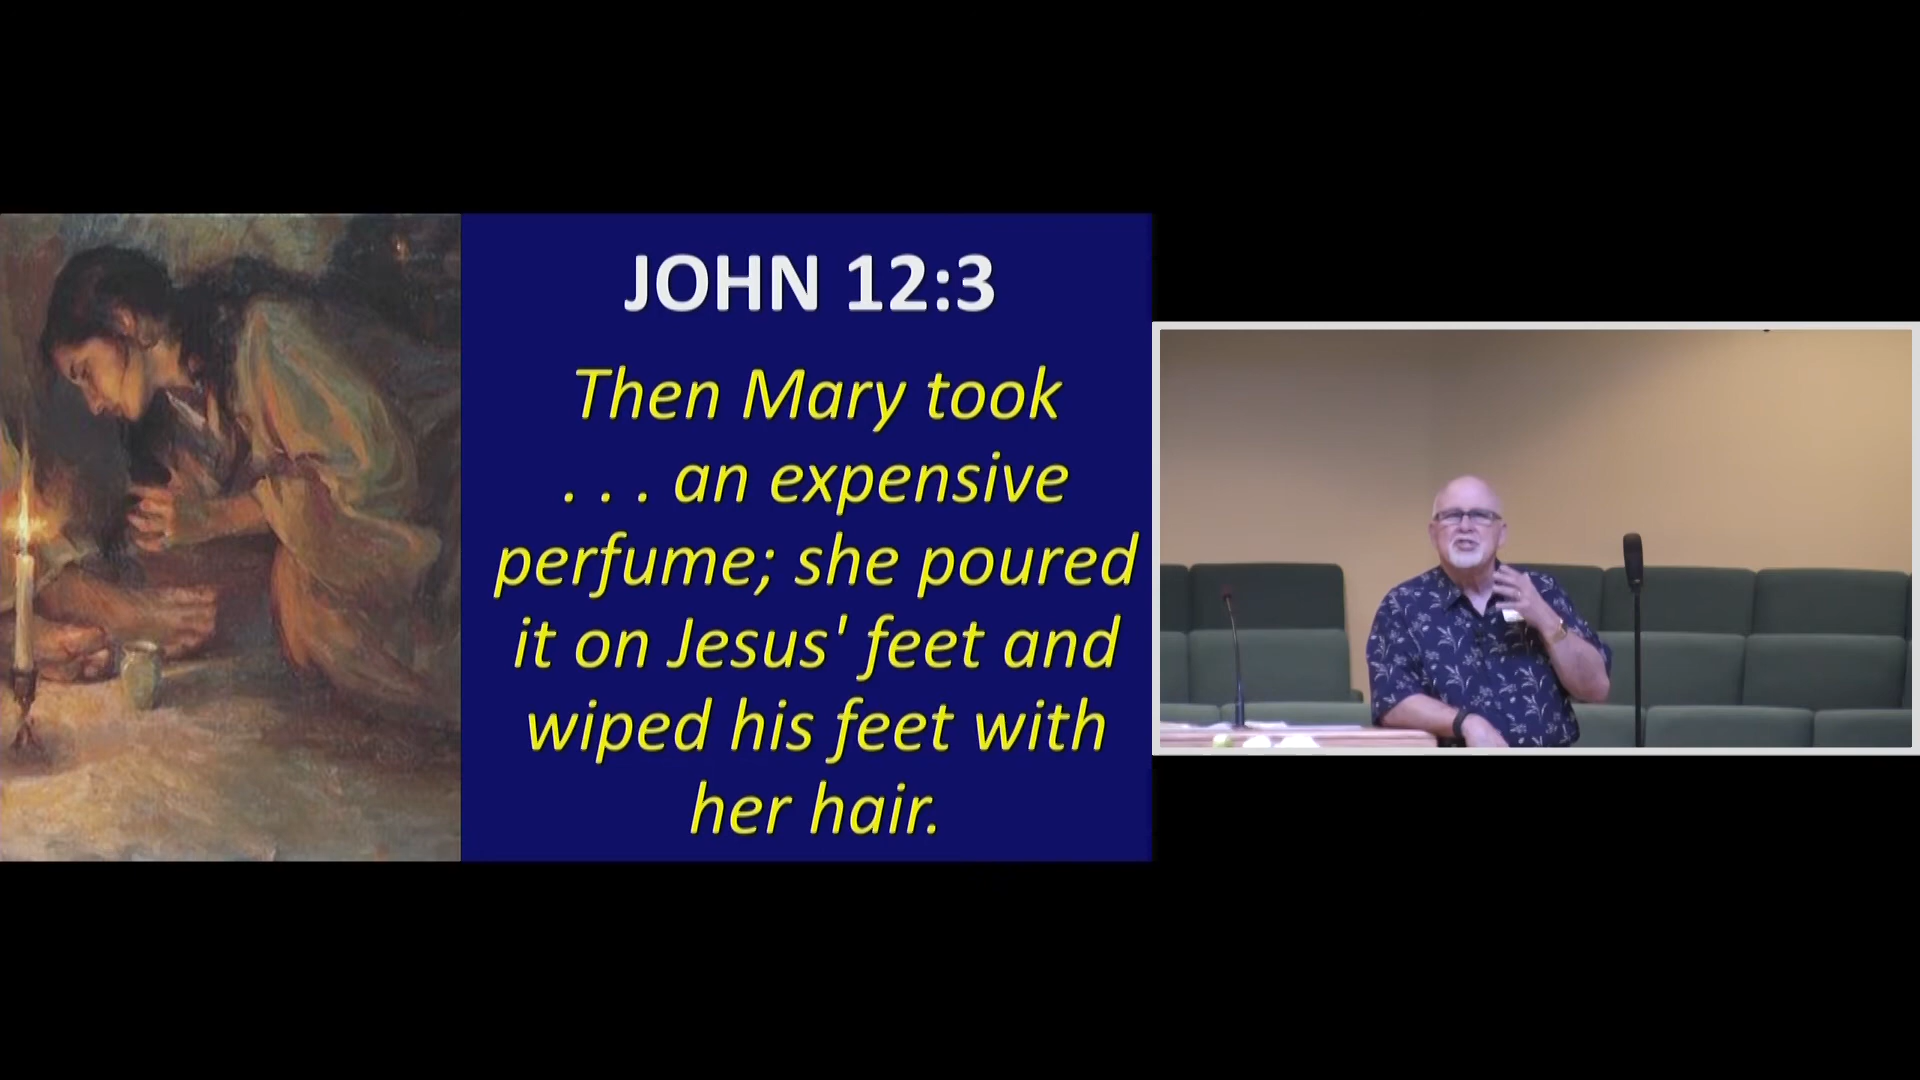 JOHN 12:3
Then Mary took
. . . an expensive
perfume; she poured
it on Jesus' feet and
wiped his feet with
her hair.